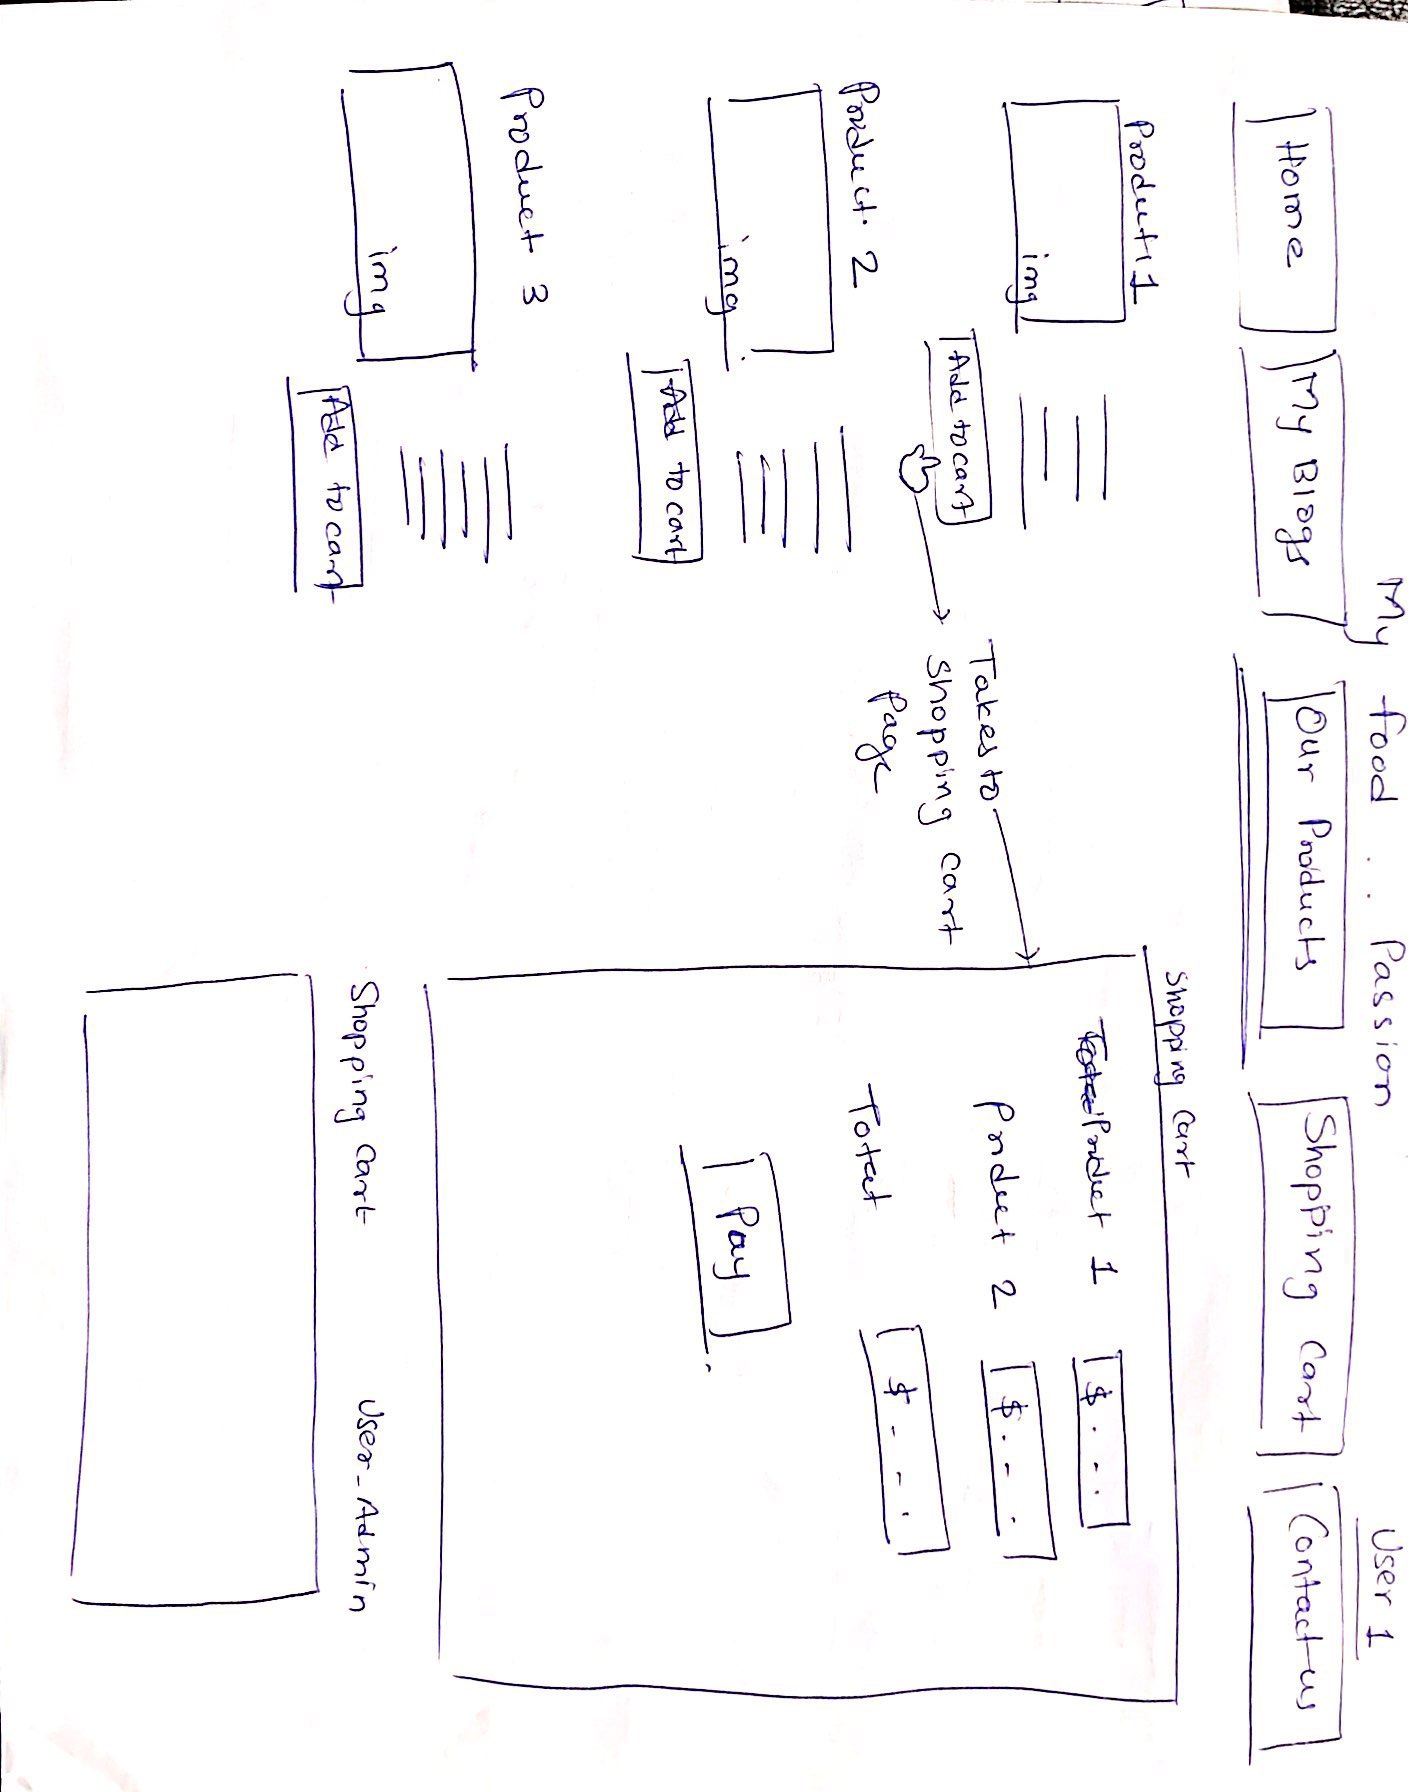 My food . . Passion
User 1
Home
My Blogs
Our Products
Shopping Cart
Contact us
Product 1
img
Add to cart
Takes to
Shopping cart
Page
Product 2
img
Add to cart
Product 3
img
Add to cart
Shopping Cart
Product 1 $ . - .
Product 2 $ . - .
Total $ - - .
Pay
Shopping Cart
User-Admin